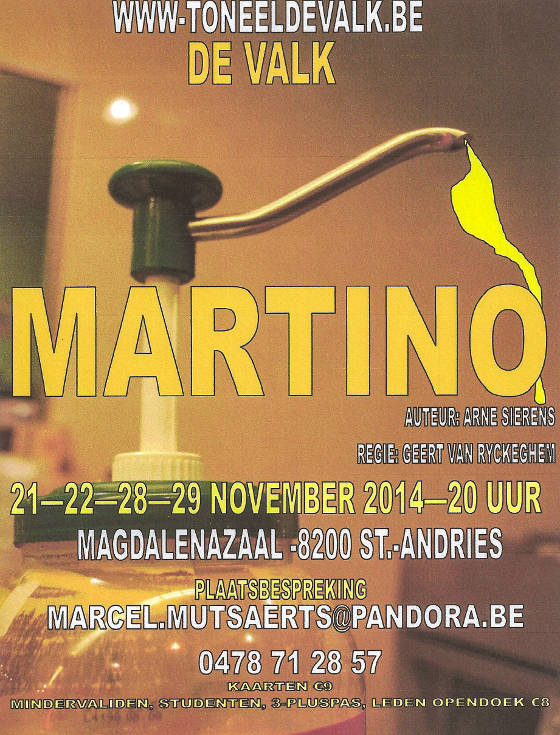 WWW-TONEELDEVALK.BE
DE VALK
MARTINO
AUTEUR: ARNE SIERENS
REGIE: GEERT VAN RYCKEGHEM
21—22—28—29 NOVEMBER 2014—20 UUR
MAGDALENAZAAL -8200 ST.-ANDRIES
PLAATSBESPREKING
MARCEL.MUTSAERTS@PANDORA.BE
0478 71 28 57
KAARTEN €9
MINDERVALIDEN, STUDENTEN, 3-PLUSPAS, LEDEN OPENDOEK €8